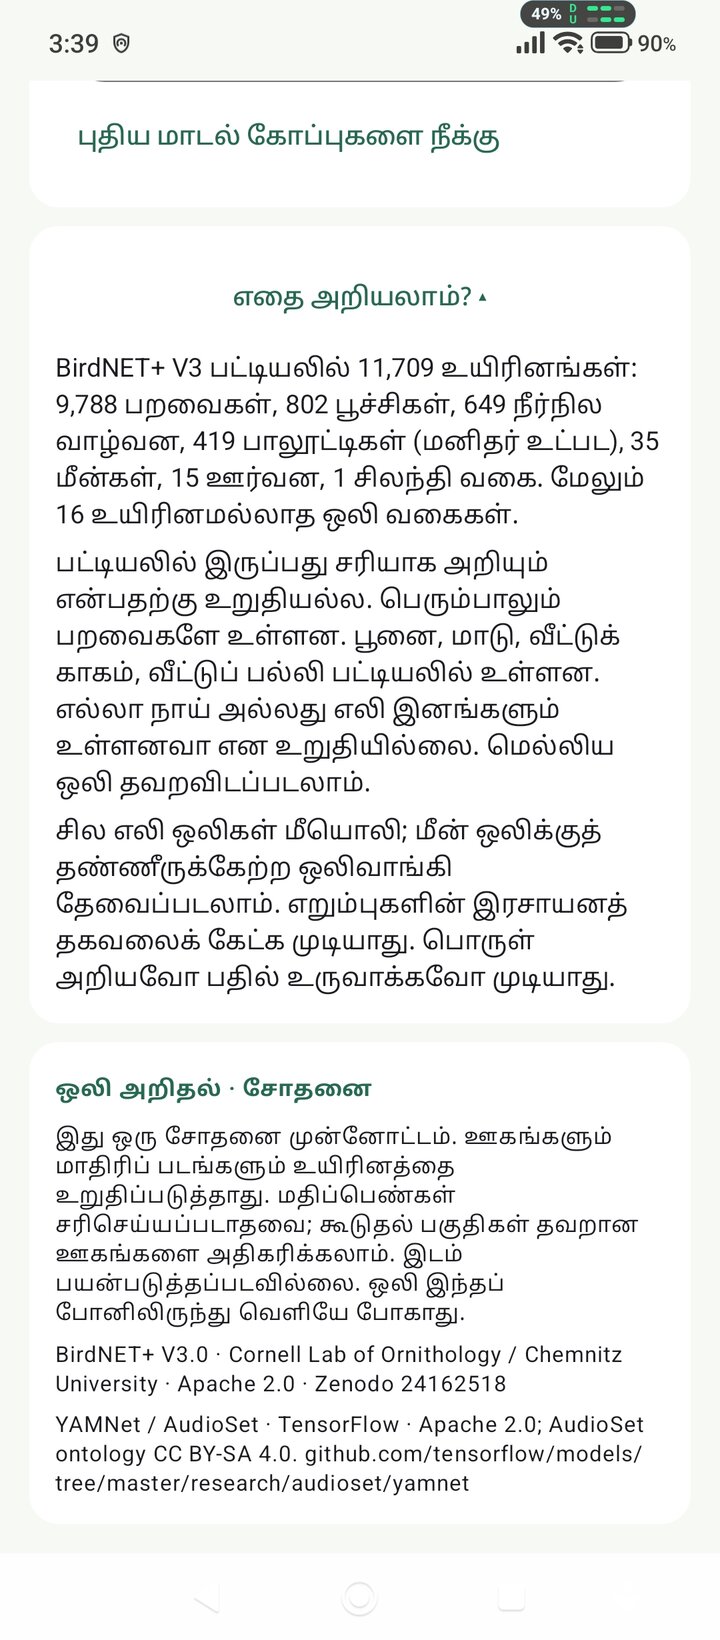 49% D U
3:39
90%
புதிய மாடல் கோப்புகளை நீக்கு
எதை அறியலாம்? ▴
BirdNET+ V3 பட்டியலில் 11,709 உயிரினங்கள்:
9,788 பறவைகள், 802 பூச்சிகள், 649 நீர்நில
வாழ்வன, 419 பாலூட்டிகள் (மனிதர் உட்பட), 35
மீன்கள், 15 ஊர்வன, 1 சிலந்தி வகை. மேலும்
16 உயிரினமல்லாத ஒலி வகைகள்.
பட்டியலில் இருப்பது சரியாக அறியும்
என்பதற்கு உறுதியல்ல. பெரும்பாலும்
பறவைகளே உள்ளன. பூனை, மாடு, வீட்டுக்
காகம், வீட்டுப் பல்லி பட்டியலில் உள்ளன.
எல்லா நாய் அல்லது எலி இனங்களும்
உள்ளனவா என உறுதியில்லை. மெல்லிய
ஒலி தவறவிடப்படலாம்.
சில எலி ஒலிகள் மீயொலி; மீன் ஒலிக்குத்
தண்ணீருக்கேற்ற ஒலிவாங்கி
தேவைப்படலாம். எறும்புகளின் இரசாயனத்
தகவலைக் கேட்க முடியாது. பொருள்
அறியவோ பதில் உருவாக்கவோ முடியாது.
ஒலி அறிதல் · சோதனை
இது ஒரு சோதனை முன்னோட்டம். ஊகங்களும்
மாதிரிப் படங்களும் உயிரினத்தை
உறுதிப்படுத்தாது. மதிப்பெண்கள்
சரிசெய்யப்படாதவை; கூடுதல் பகுதிகள் தவறான
ஊகங்களை அதிகரிக்கலாம். இடம்
பயன்படுத்தப்படவில்லை. ஒலி இந்தப்
போனிலிருந்து வெளியே போகாது.
BirdNET+ V3.0 · Cornell Lab of Ornithology / Chemnitz
University · Apache 2.0 · Zenodo 24162518
YAMNet / AudioSet · TensorFlow · Apache 2.0; AudioSet
ontology CC BY-SA 4.0. github.com/tensorflow/models/
tree/master/research/audioset/yamnet